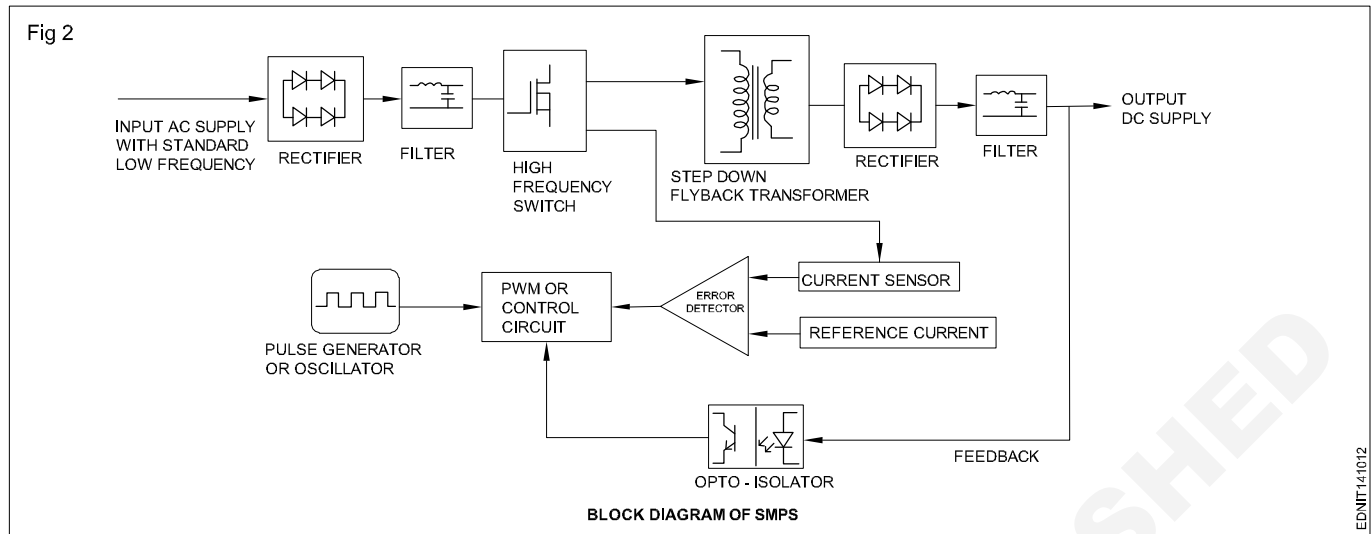 Fig 2
INPUT AC SUPPLY
WITH STANDARD
LOW FREQUENCY
RECTIFIER
FILTER
HIGH
FREQUENCY
SWITCH
STEP DOWN
FLYBACK TRANSFORMER
RECTIFIER
FILTER
OUTPUT
DC SUPPLY
PULSE GENERATOR
OR OSCILLATOR
PWM OR
CONTROL
CIRCUIT
ERROR
DETECTOR
CURRENT SENSOR
REFERENCE CURRENT
OPTO - ISOLATOR
FEEDBACK
BLOCK DIAGRAM OF SMPS
EDNIT141012
SHED